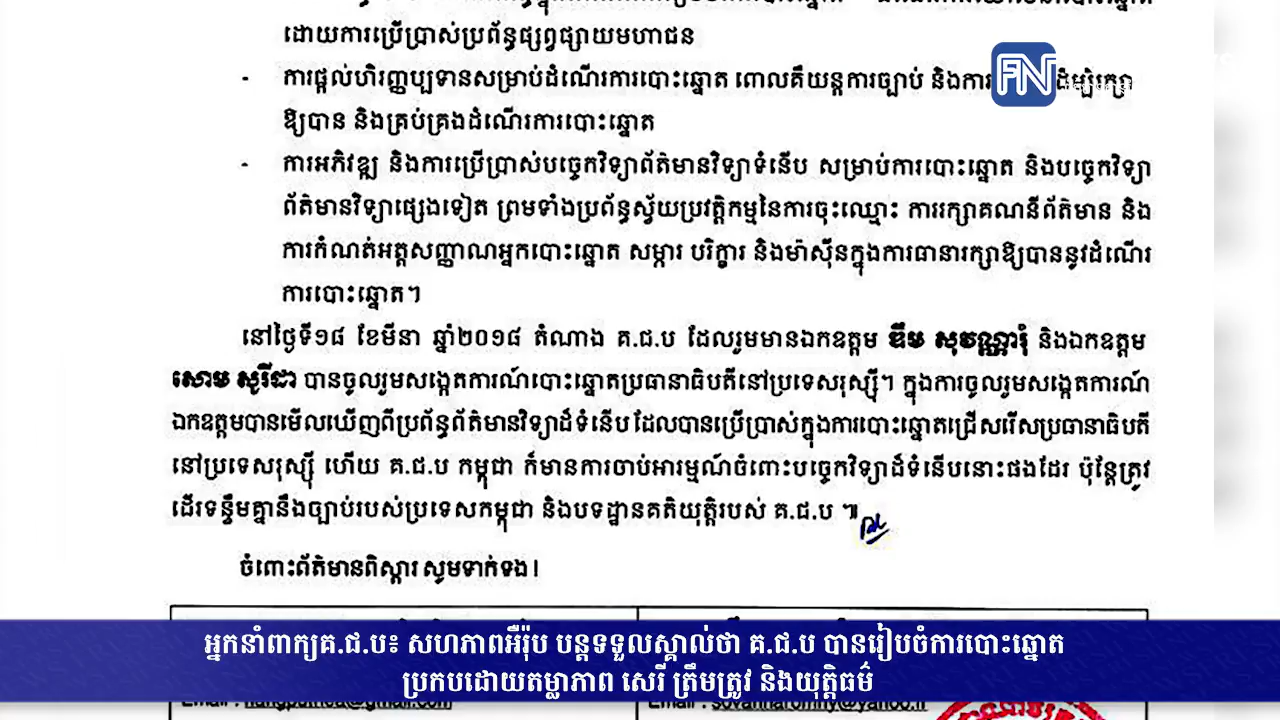 ដោយការប្រើប្រាស់ប្រព័ន្ធផ្សព្វផ្សាយមហាជន
- ការផ្តល់ហិរញ្ញប្បទានសម្រាប់ដំណើរការបោះឆ្នោត ពោលគឺយន្តការច្បាប់ និងការ
ឱ្យបាន និងគ្រប់គ្រងដំណើរការបោះឆ្នោត
- ការអភិវឌ្ឍ និងការប្រើប្រាស់បច្ចេកវិទ្យាព័ត៌មានវិទ្យាទំនើប សម្រាប់ការបោះឆ្នោត និងបច្ចេកវិទ្យា
ព័ត៌មានវិទ្យាផ្សេងទៀត ព្រមទាំងប្រព័ន្ធស្វ័យប្រវត្តិកម្មនៃការចុះឈ្មោះ ការរក្សាគណនីព័ត៌មាន និង
ការកំណត់អត្តសញ្ញាណអ្នកបោះឆ្នោត សម្ភារ បរិក្ខារ និងម៉ាស៊ីនក្នុងការធានារក្សាឱ្យបាននូវដំណើរ
ការបោះឆ្នោត។
នៅថ្ងៃទី១៨ ខែមីនា ឆ្នាំ២០១៨ តំណាង គ.ជ.ប ដែលរួមមានឯកឧត្តម ឌឹម សុវណ្ណារុំ និងឯកឧត្តម
សោម សូរីដា បានចូលរួមសង្កេតការណ៍បោះឆ្នោតប្រធានាធិបតីនៅប្រទេសរុស្ស៊ី។ ក្នុងការចូលរួមសង្កេតការណ៍
ឯកឧត្តមបានមើលឃើញពីប្រព័ន្ធព័ត៌មានវិទ្យាដ៏ទំនើប ដែលបានប្រើប្រាស់ក្នុងការបោះឆ្នោតជ្រើសរើសប្រធានាធិបតី
នៅប្រទេសរុស្ស៊ី ហើយ គ.ជ.ប កម្ពុជា ក៏មានការចាប់អារម្មណ៍ចំពោះបច្ចេកវិទ្យាដ៏ទំនើបនោះផងដែរ ប៉ុន្តែត្រូវ
ដើរទន្ទឹមគ្នានឹងច្បាប់របស់ប្រទេសកម្ពុជា និងបទដ្ឋានគតិយុត្តិរបស់ គ.ជ.ប ៕
ចំពោះព័ត៌មានពិស្តារ សូមទាក់ទង!
FN
អ្នកនាំពាក្យគ.ជ.ប៖ សហភាពអឺរ៉ុប បន្តទទួលស្គាល់ថា គ.ជ.ប បានរៀបចំការបោះឆ្នោត
ប្រកបដោយតម្លាភាព សេរី ត្រឹមត្រូវ និងយុត្តិធម៌